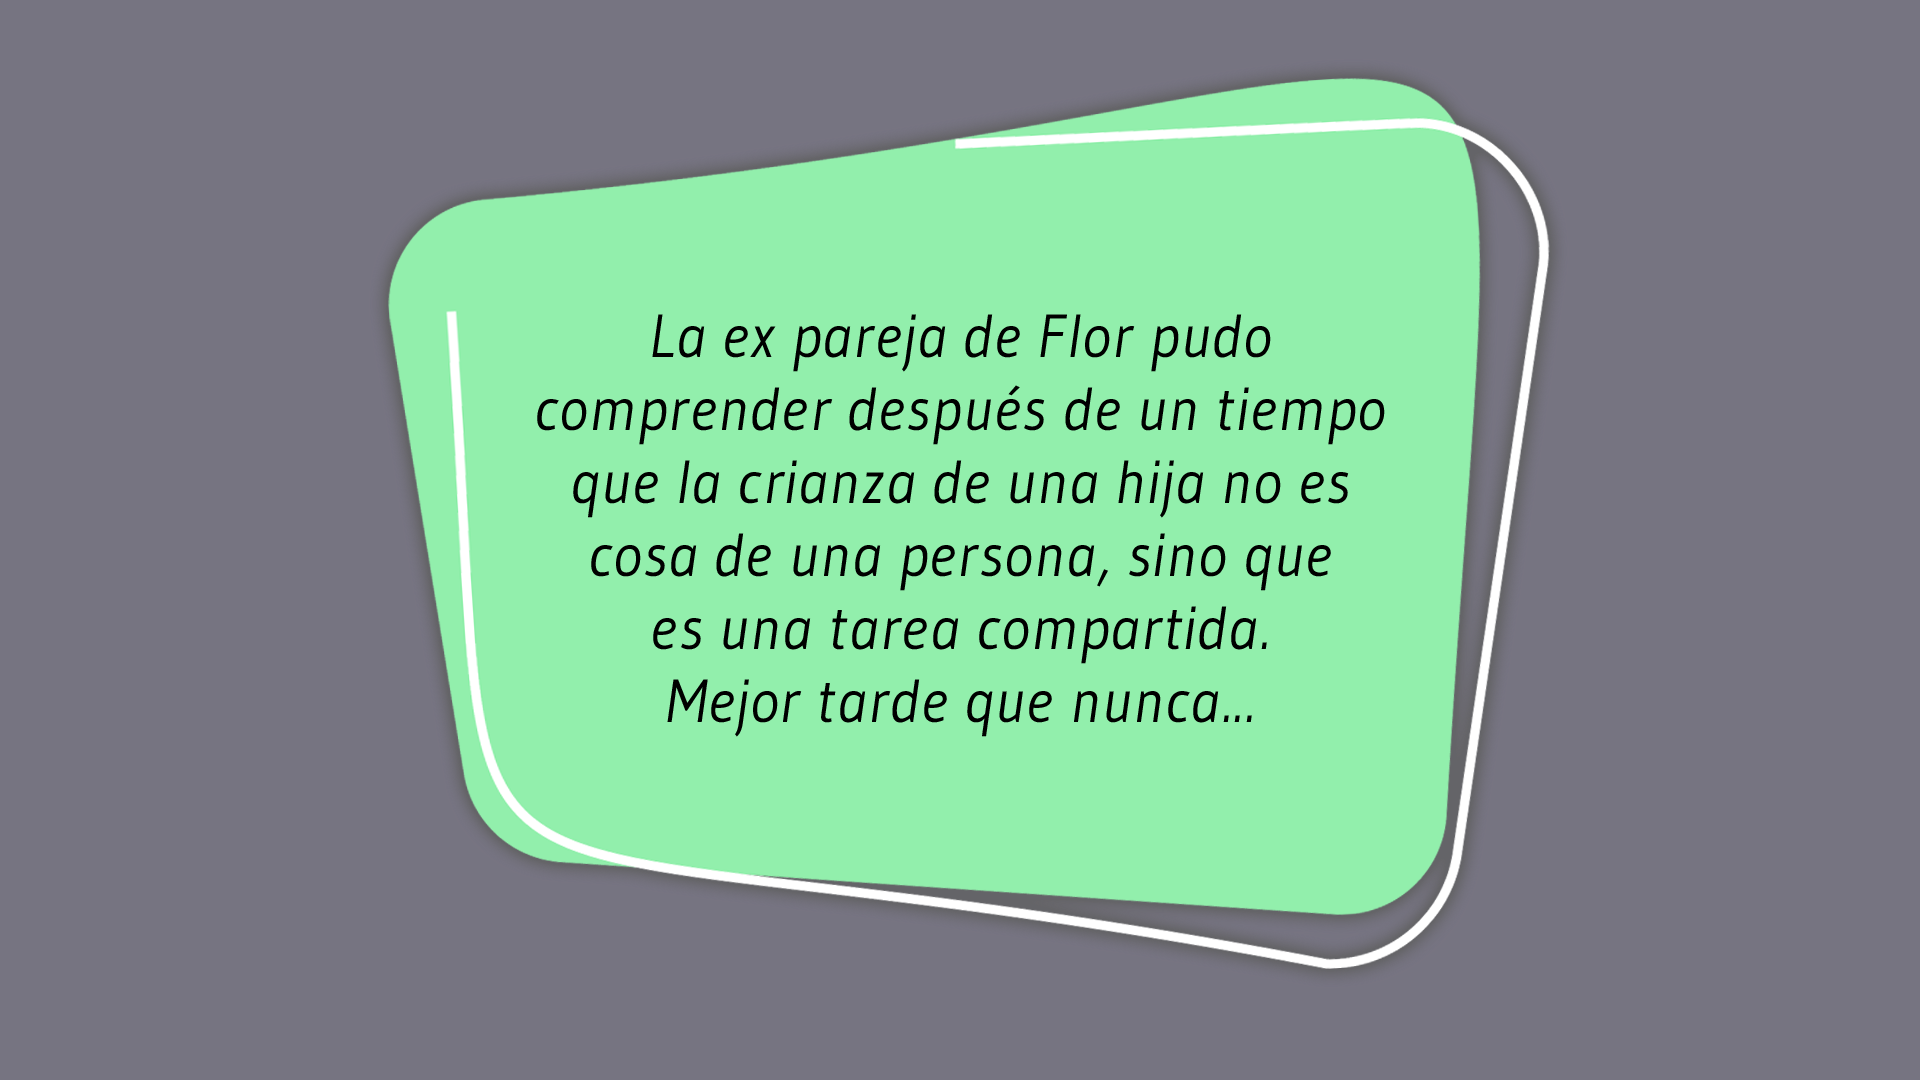 La ex pareja de Flor pudo
comprender después de un tiempo
que la crianza de una hija no es
cosa de una persona, sino que
es una tarea compartida.
Mejor tarde que nunca...